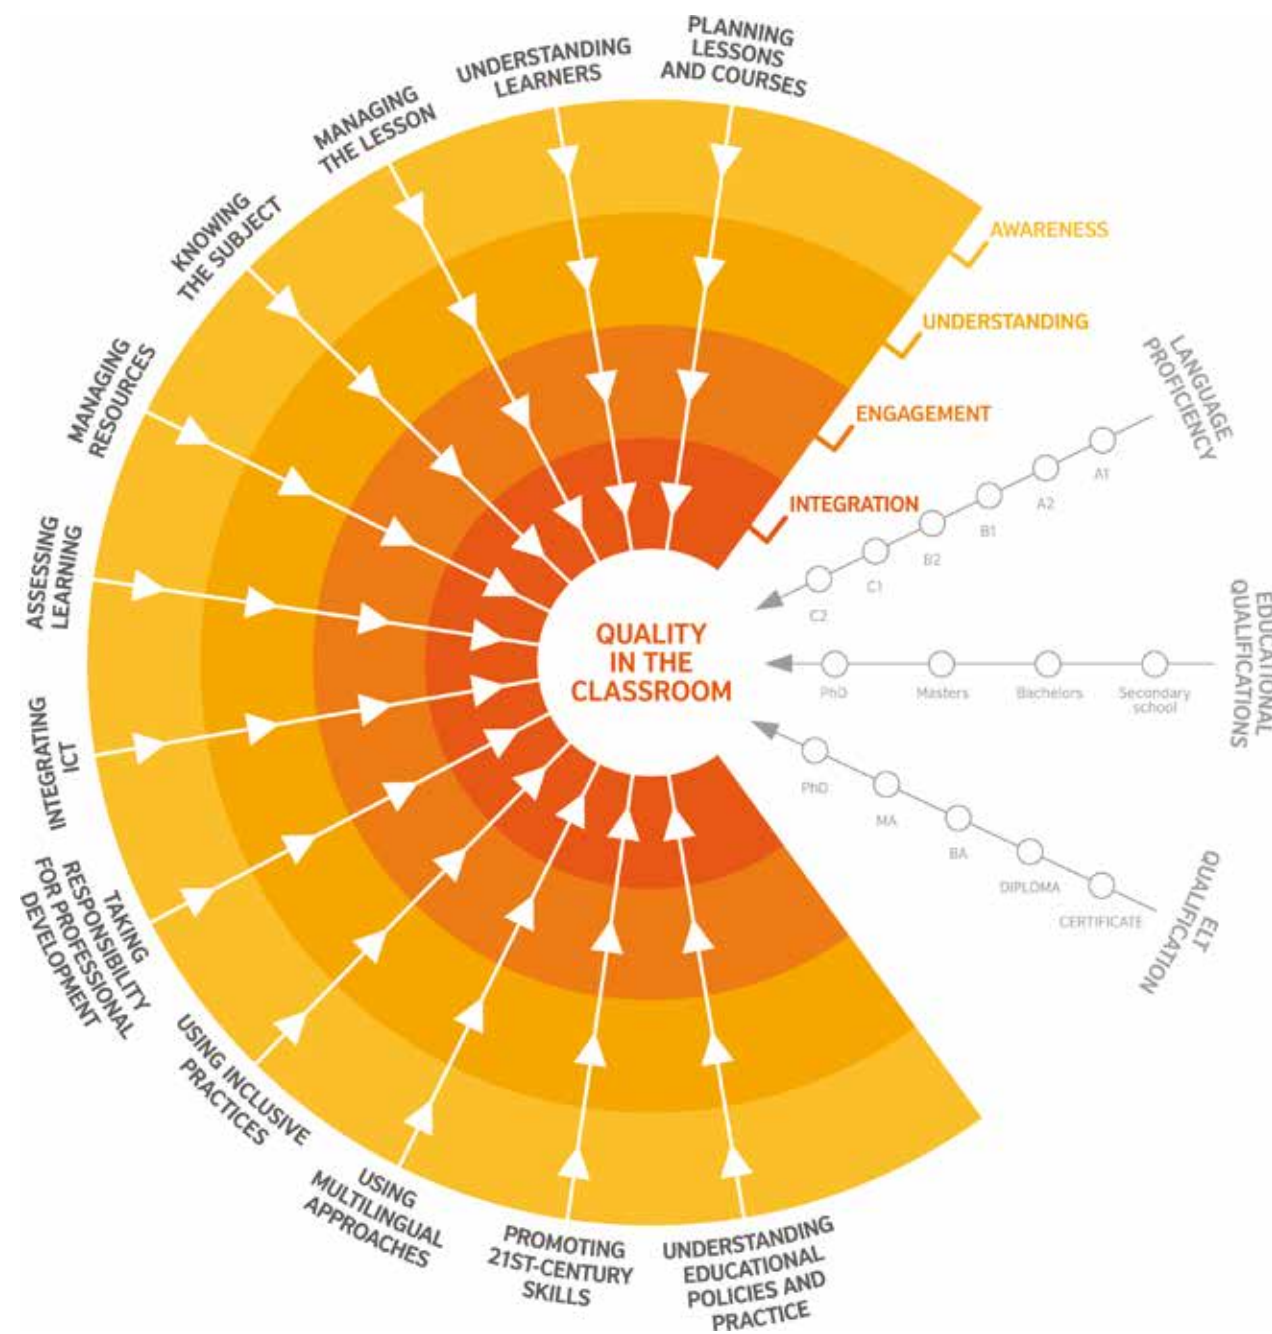 PLANNING
LESSONS
AND COURSES
UNDERSTANDING
LEARNERS
MANAGING
THE LESSON
KNOWING
THE SUBJECT
MANAGING
RESOURCES
ASSESSING
LEARNING
INTEGRATING
ICT
TAKING
RESPONSIBILITY
FOR PROFESSIONAL
DEVELOPMENT
USING INCLUSIVE
PRACTICES
USING
MULTILINGUAL
APPROACHES
PROMOTING
21ST-CENTURY
SKILLS
UNDERSTANDING
EDUCATIONAL
POLICIES AND
PRACTICE
AWARENESS
UNDERSTANDING
ENGAGEMENT
INTEGRATION
QUALITY
IN THE
CLASSROOM
LANGUAGE
PROFICIENCY
A1
A2
B1
B2
C1
C2
EDUCATIONAL
QUALIFICATIONS
PhD
Masters
Bachelors
Secondary
school
ELT
QUALIFICATION
PhD
MA
BA
DIPLOMA
CERTIFICATE